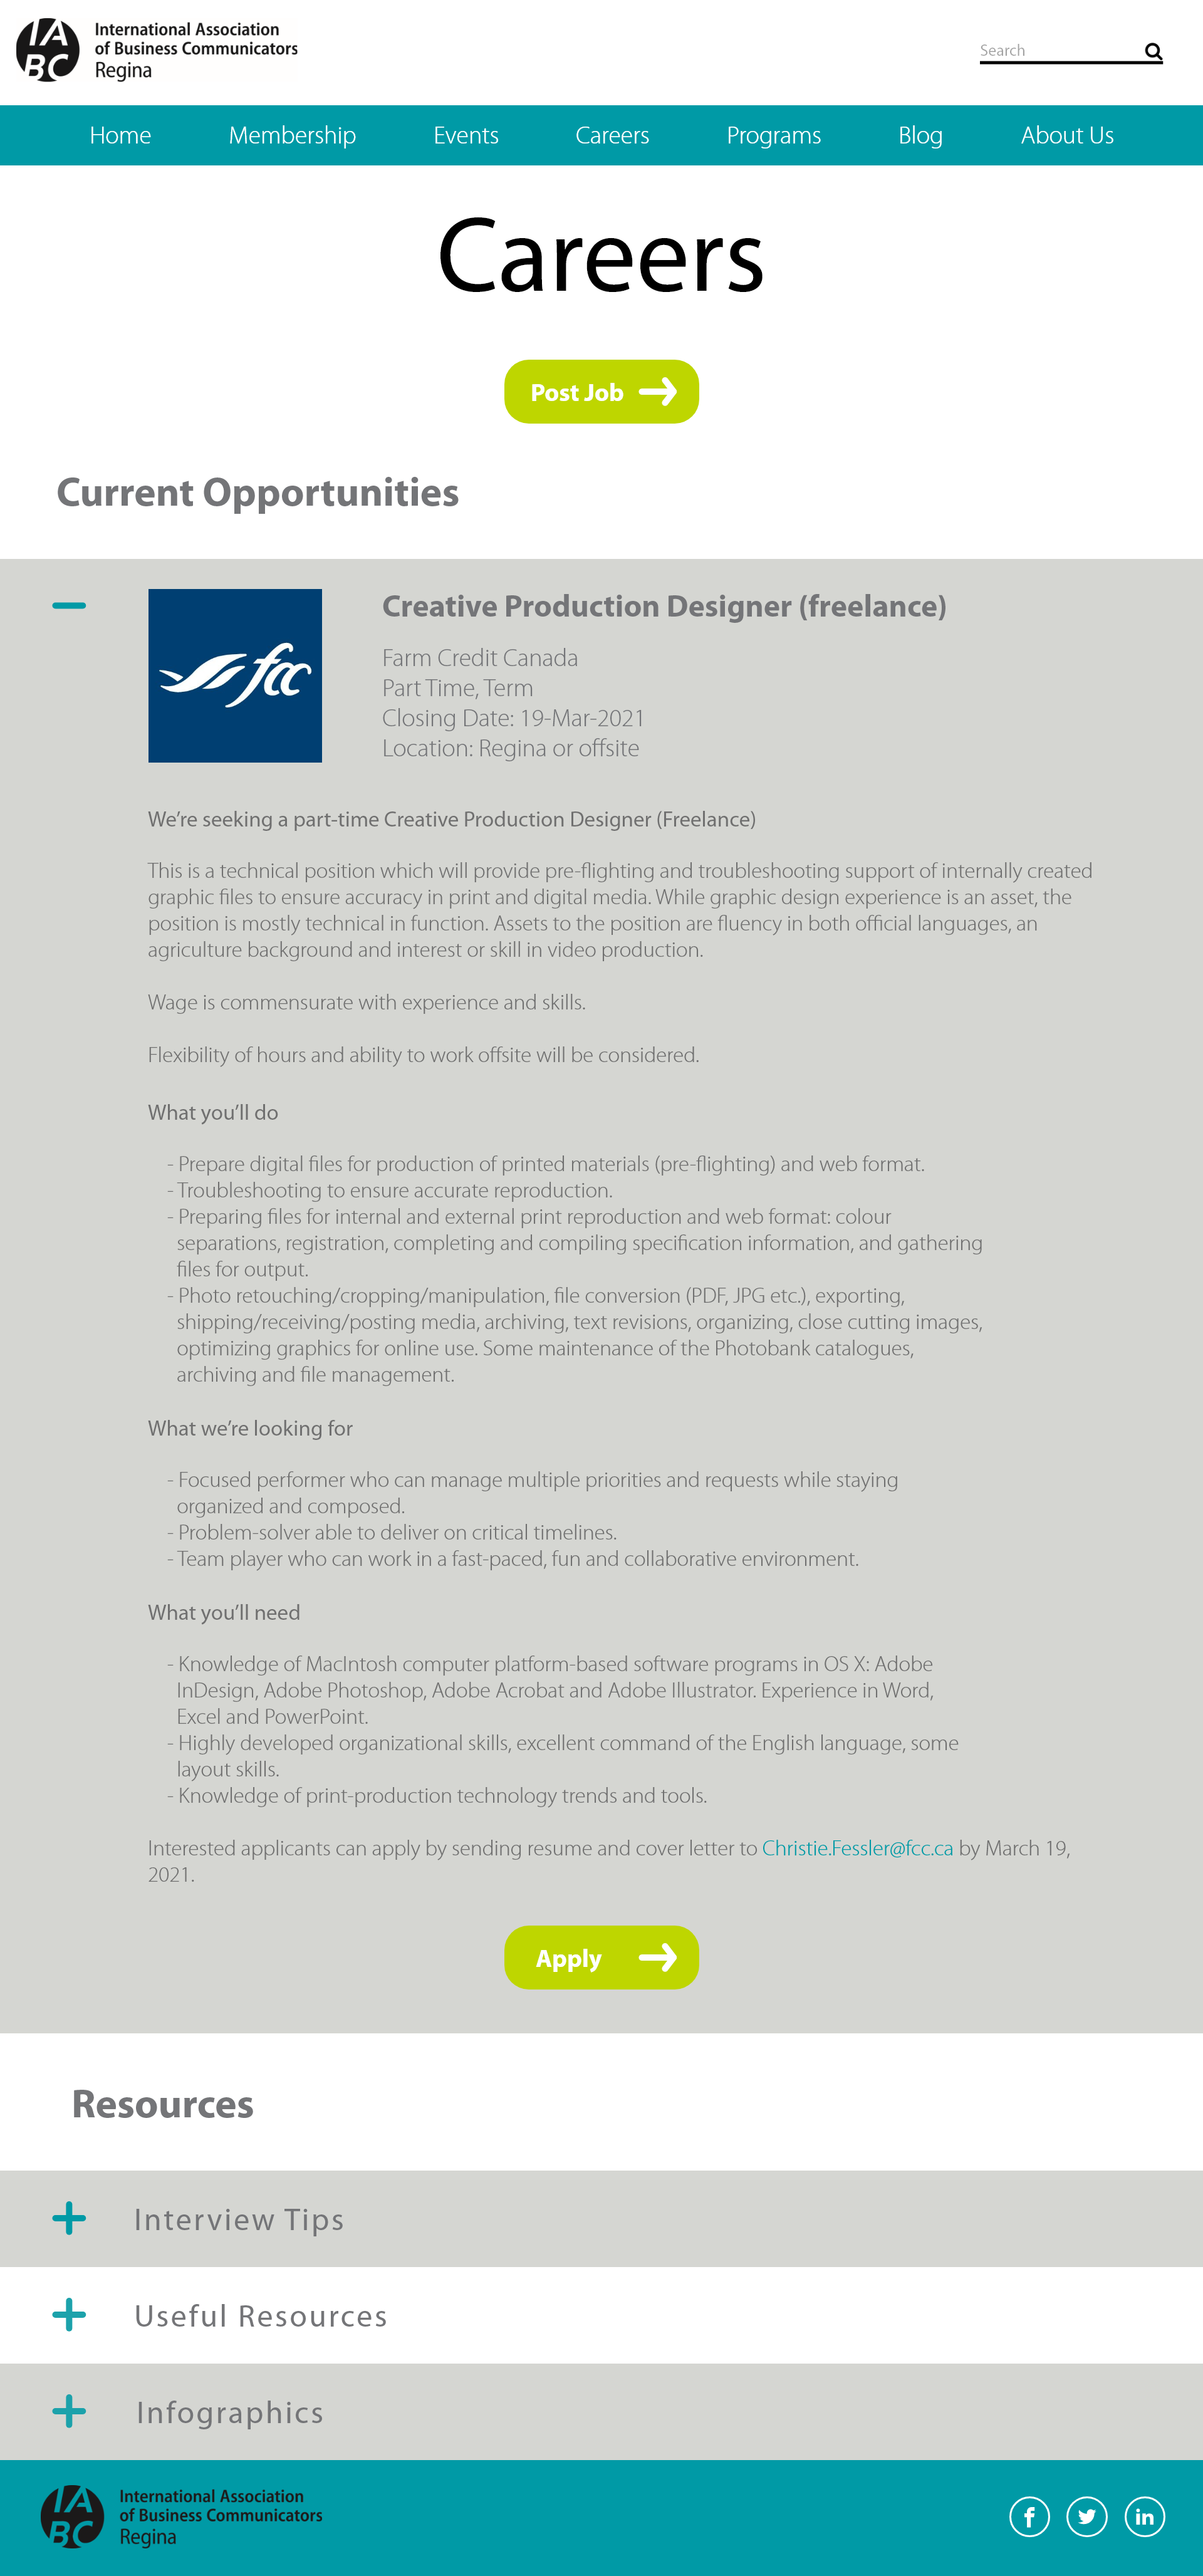 IABC
International Association
of Business Communicators
Regina
Search
Home Membership Events Careers Programs Blog About Us
Careers
Post Job
Current Opportunities
fcc
Creative Production Designer (freelance)
Farm Credit Canada
Part Time, Term
Closing Date: 19-Mar-2021
Location: Regina or offsite
We’re seeking a part-time Creative Production Designer (Freelance)
This is a technical position which will provide pre-flighting and troubleshooting support of internally created
graphic files to ensure accuracy in print and digital media. While graphic design experience is an asset, the
position is mostly technical in function. Assets to the position are fluency in both official languages, an
agriculture background and interest or skill in video production.
Wage is commensurate with experience and skills.
Flexibility of hours and ability to work offsite will be considered.
What you’ll do
- Prepare digital files for production of printed materials (pre-flighting) and web format.
- Troubleshooting to ensure accurate reproduction.
- Preparing files for internal and external print reproduction and web format: colour
separations, registration, completing and compiling specification information, and gathering
files for output.
- Photo retouching/cropping/manipulation, file conversion (PDF, JPG etc.), exporting,
shipping/receiving/posting media, archiving, text revisions, organizing, close cutting images,
optimizing graphics for online use. Some maintenance of the Photobank catalogues,
archiving and file management.
What we’re looking for
- Focused performer who can manage multiple priorities and requests while staying
organized and composed.
- Problem-solver able to deliver on critical timelines.
- Team player who can work in a fast-paced, fun and collaborative environment.
What you’ll need
- Knowledge of MacIntosh computer platform-based software programs in OS X: Adobe
InDesign, Adobe Photoshop, Adobe Acrobat and Adobe Illustrator. Experience in Word,
Excel and PowerPoint.
- Highly developed organizational skills, excellent command of the English language, some
layout skills.
- Knowledge of print-production technology trends and tools.
Interested applicants can apply by sending resume and cover letter to Christie.Fessler@fcc.ca by March 19,
2021.
Apply
Resources
Interview Tips
Useful Resources
Infographics
IABC
International Association
of Business Communicators
Regina
f in